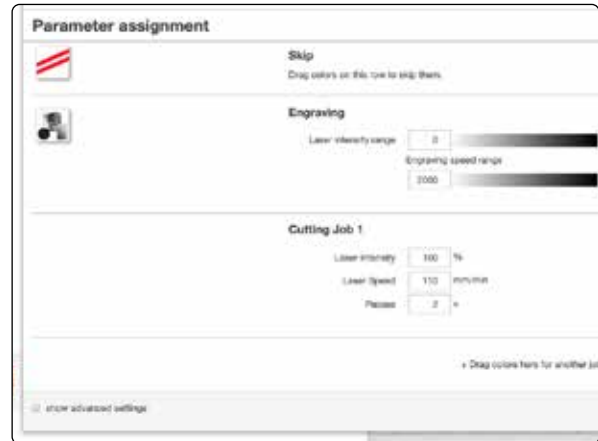 Parameter assignment
Skip
Drag colors on this row to skip them.
Engraving
Laser intensity range 0
Engraving speed range
2000
Cutting Job 1
Laser intensity 100 %
Laser Speed 110 mm/min
Passes 2 x
+ Drag colors here for another job
show advanced settings